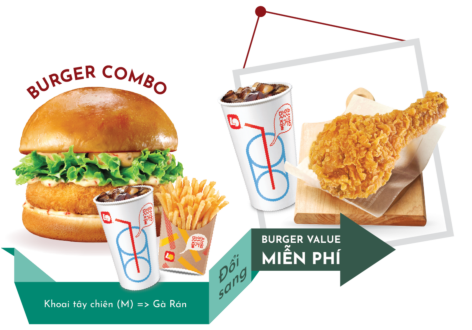 BURGER COMBO
Khoai tây chiên (M) => Gà Rán
Đổi
sang
BURGER VALUE
MIỄN PHÍ